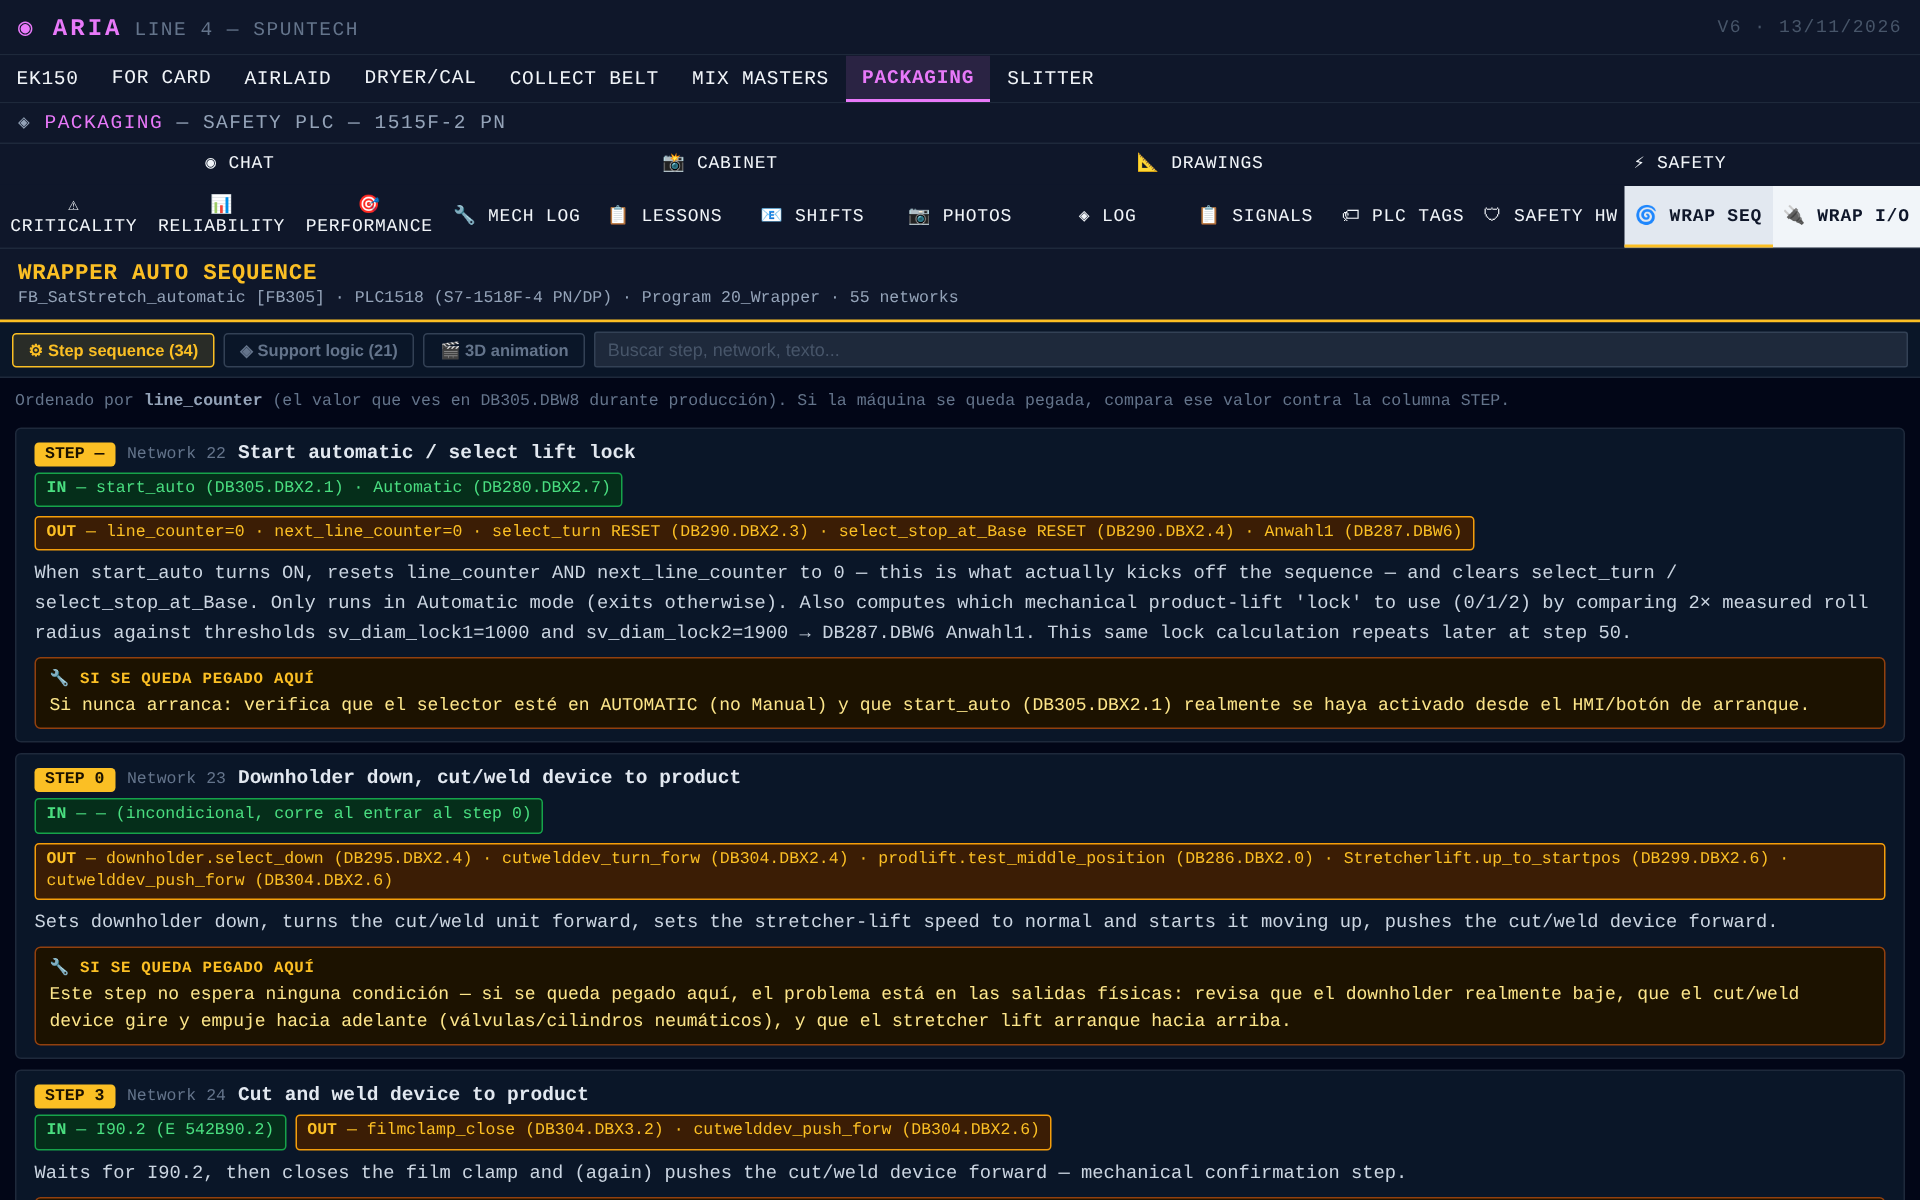 ◉ ARIA LINE 4 — SPUNTECH
V6 · 13/11/2026
EK150 FOR CARD AIRLAID DRYER/CAL COLLECT BELT MIX MASTERS PACKAGING SLITTER
◈ PACKAGING — SAFETY PLC — 1515F-2 PN
◉ CHAT 📸 CABINET 📐 DRAWINGS ⚡ SAFETY
⚠ CRITICALITY 📊 RELIABILITY 🎯 PERFORMANCE 🔧 MECH LOG 📋 LESSONS 📧 SHIFTS 📷 PHOTOS ◈ LOG 📋 SIGNALS 🏷 PLC TAGS 🛡 SAFETY HW 🌀 WRAP SEQ 🔌 WRAP I/O
WRAPPER AUTO SEQUENCE
FB_SatStretch_automatic [FB305] · PLC1518 (S7-1518F-4 PN/DP) · Program 20_Wrapper · 55 networks
⚙ Step sequence (34) ◈ Support logic (21) 🎬 3D animation Buscar step, network, texto...
Ordenado por line_counter (el valor que ves en DB305.DBW8 durante producción). Si la máquina se queda pegada, compara ese valor contra la columna STEP.
STEP — Network 22 Start automatic / select lift lock
IN — start_auto (DB305.DBX2.1) · Automatic (DB280.DBX2.7)
OUT — line_counter=0 · next_line_counter=0 · select_turn RESET (DB290.DBX2.3) · select_stop_at_Base RESET (DB290.DBX2.4) · Anwahl1 (DB287.DBW6)
When start_auto turns ON, resets line_counter AND next_line_counter to 0 — this is what actually kicks off the sequence — and clears select_turn /
select_stop_at_Base. Only runs in Automatic mode (exits otherwise). Also computes which mechanical product-lift 'lock' to use (0/1/2) by comparing 2× measured roll
radius against thresholds sv_diam_lock1=1000 and sv_diam_lock2=1900 → DB287.DBW6 Anwahl1. This same lock calculation repeats later at step 50.
🔧 SI SE QUEDA PEGADO AQUÍ
Si nunca arranca: verifica que el selector esté en AUTOMATIC (no Manual) y que start_auto (DB305.DBX2.1) realmente se haya activado desde el HMI/botón de arranque.
STEP 0 Network 23 Downholder down, cut/weld device to product
IN — — (incondicional, corre al entrar al step 0)
OUT — downholder.select_down (DB295.DBX2.4) · cutwelddev_turn_forw (DB304.DBX2.4) · prodlift.test_middle_position (DB286.DBX2.0) · Stretcherlift.up_to_startpos (DB299.DBX2.6) ·
cutwelddev_push_forw (DB304.DBX2.6)
Sets downholder down, turns the cut/weld unit forward, sets the stretcher-lift speed to normal and starts it moving up, pushes the cut/weld device forward.
🔧 SI SE QUEDA PEGADO AQUÍ
Este step no espera ninguna condición — si se queda pegado aquí, el problema está en las salidas físicas: revisa que el downholder realmente baje, que el cut/weld
device gire y empuje hacia adelante (válvulas/cilindros neumáticos), y que el stretcher lift arranque hacia arriba.
STEP 3 Network 24 Cut and weld device to product
IN — I90.2 (E 542B90.2) OUT — filmclamp_close (DB304.DBX3.2) · cutwelddev_push_forw (DB304.DBX2.6)
Waits for I90.2, then closes the film clamp and (again) pushes the cut/weld device forward — mechanical confirmation step.